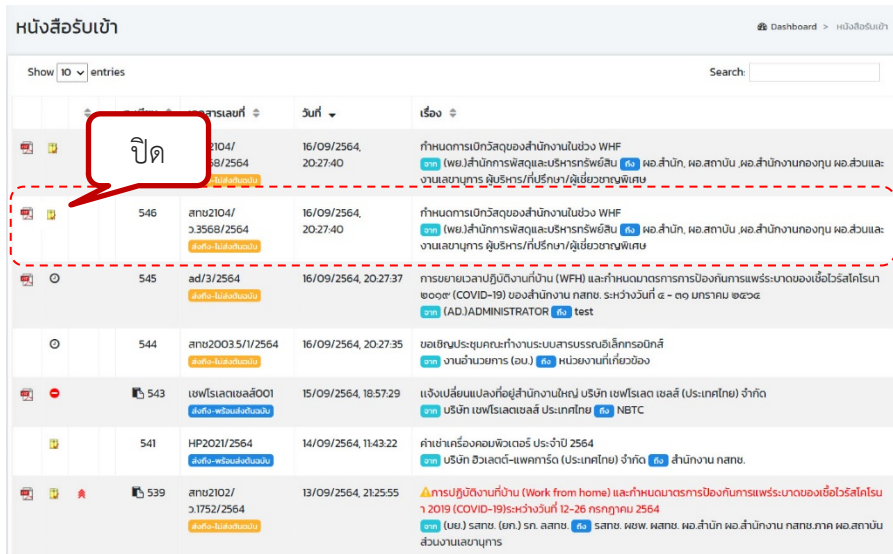 หนังสือรับเข้า
Dashboard > หนังสือรับเข้า
Show 10 entries
Search:
วันที่
เรื่อง
ปิด
16/09/2564,
20:27:40
กำหนดการเบิกวัสดุของสำนักงานในช่วง WHF
จาก (พย.)สำนักการพัสดุและบริหารทรัพย์สิน ถึง ผอ.สำนัก, ผอ.สถาบัน ,ผอ.สำนักงานกองทุน ผอ.ส่วนและ
งานเลขานุการ ผู้บริหาร/ที่ปรึกษา/ผู้เชี่ยวชาญพิเศษ
546
สทช2104/
ว.3568/2564
ส่งถึง-ไม่ส่งต้นฉบับ
16/09/2564,
20:27:40
กำหนดการเบิกวัสดุของสำนักงานในช่วง WHF
จาก (พย.)สำนักการพัสดุและบริหารทรัพย์สิน ถึง ผอ.สำนัก, ผอ.สถาบัน ,ผอ.สำนักงานกองทุน ผอ.ส่วนและ
งานเลขานุการ ผู้บริหาร/ที่ปรึกษา/ผู้เชี่ยวชาญพิเศษ
545
ad/3/2564
ส่งถึง-ไม่ส่งต้นฉบับ
16/09/2564, 20:27:37
การขยายเวลาปฏิบัติงานที่บ้าน (WFH) และกำหนดมาตรการการป้องกันการแพร่ระบาดของเชื้อไวรัสโคโรนา
๒๐๑๙ (COVID-19) ของสำนักงาน กสทช. ระหว่างวันที่ ๔ - ๓๑ มกราคม ๒๕๖๔
จาก (AD.)ADMINISTRATOR ถึง test
544
สทช2003.5/1/2564
ส่งถึง-ไม่ส่งต้นฉบับ
16/09/2564, 20:27:35
ขอเชิญประชุมคณะทำงานระบบสารบรรณอิเล็กทรอนิกส์
จาก งานอำนวยการ (อบ.) ถึง หน่วยงานที่เกี่ยวข้อง
543
เชฟโรเลตเซลส์001
ส่งถึง-พร้อมส่งต้นฉบับ
15/09/2564, 18:57:29
แจ้งเปลี่ยนแปลงที่อยู่สำนักงานใหญ่ บริษัท เชฟโรเลต เซลส์ (ประเทศไทย) จำกัด
จาก บริษัท เชฟโรเลตเซลส์ ประเทศไทย ถึง NBTC
541
HP2021/2564
ส่งถึง-พร้อมส่งต้นฉบับ
14/09/2564, 11:43:22
ค่าเช่าเครื่องคอมพิวเตอร์ ประจำปี 2564
จาก บริษัท ฮิวเลตต์-แพคการ์ด (ประเทศไทย) จำกัด ถึง สำนักงาน กสทช.
539
สทช2102/
ว.1752/2564
ส่งถึง-ไม่ส่งต้นฉบับ
13/09/2564, 21:25:55
การปฏิบัติงานที่บ้าน (Work from home) และกำหนดมาตรการป้องกันการแพร่ระบาดของเชื้อไวรัสโคโรน
า 2019 (COVID-19)ระหว่างวันที่ 12-26 กรกฎาคม 2564
จาก (บย.) รสทช. (ยก.) รก. ลสทช. ถึง รสทช. ผชพ. ผสทช. ผอ.สำนัก ผอ.สำนักงาน กสทช.ภาค ผอ.สถาบัน
ส่วนงานเลขานุการ